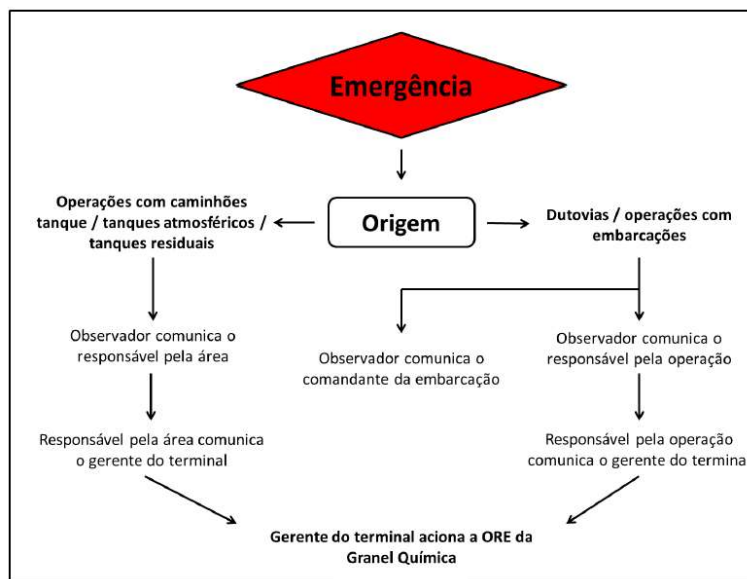 Emergência
Operações com caminhões
tanque / tanques atmosféricos /
tanques residuais
Origem
Dutovias / operações com
embarcações
Observador comunica o
responsável pela área
Observador comunica o
comandante da embarcação
Observador comunica o
responsável pela operação
Responsável pela área comunica
o gerente do terminal
Responsável pela operação
comunica o gerente do termina
Gerente do terminal aciona a ORE da
Granel Química